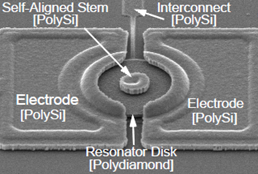 Self-Aligned Stem
[PolySi]
Interconnect
[PolySi]
Electrode
[PolySi]
Electrode
[PolySi]
Resonator Disk
[Polydiamond]